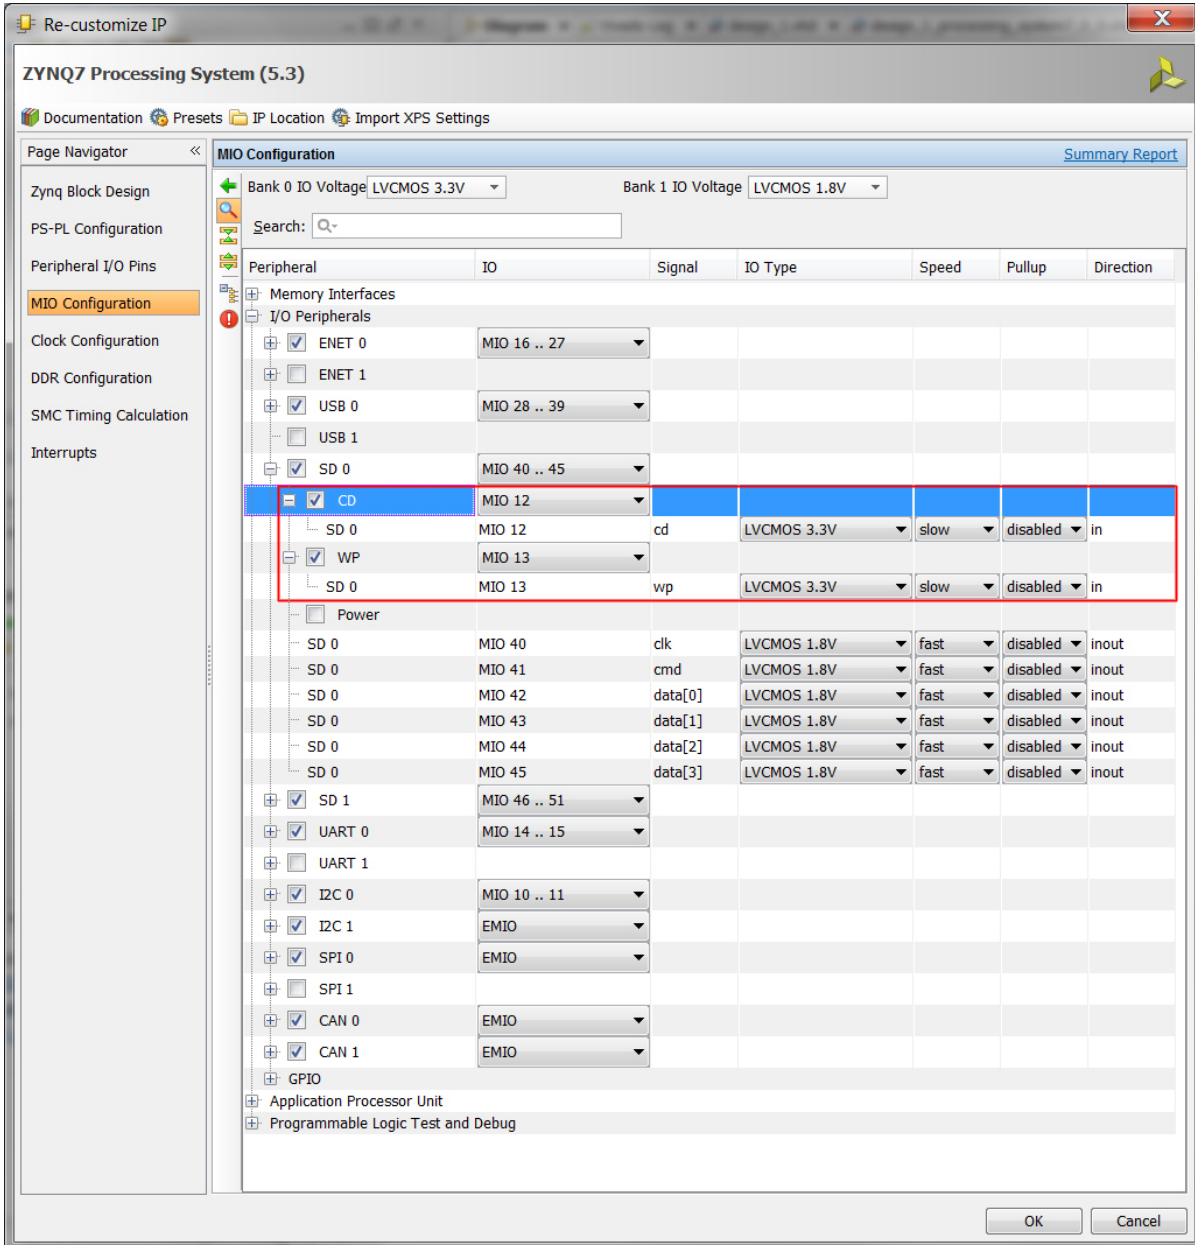 Re-customize IP
ZYNQ7 Processing System (5.3)
Documentation Presets IP Location Import XPS Settings
Page Navigator «
Zynq Block Design
PS-PL Configuration
Peripheral I/O Pins
MIO Configuration
Clock Configuration
DDR Configuration
SMC Timing Calculation
Interrupts
MIO Configuration Summary Report
Bank 0 IO Voltage LVCMOS 3.3V Bank 1 IO Voltage LVCMOS 1.8V
Search:
Peripheral IO Signal IO Type Speed Pullup Direction
Memory Interfaces
I/O Peripherals
ENET 0 MIO 16 .. 27
ENET 1
USB 0 MIO 28 .. 39
USB 1
SD 0 MIO 40 .. 45
CD MIO 12
SD 0 MIO 12 cd LVCMOS 3.3V slow disabled in
WP MIO 13
SD 0 MIO 13 wp LVCMOS 3.3V slow disabled in
Power
SD 0 MIO 40 clk LVCMOS 1.8V fast disabled inout
SD 0 MIO 41 cmd LVCMOS 1.8V fast disabled inout
SD 0 MIO 42 data[0] LVCMOS 1.8V fast disabled inout
SD 0 MIO 43 data[1] LVCMOS 1.8V fast disabled inout
SD 0 MIO 44 data[2] LVCMOS 1.8V fast disabled inout
SD 0 MIO 45 data[3] LVCMOS 1.8V fast disabled inout
SD 1 MIO 46 .. 51
UART 0 MIO 14 .. 15
UART 1
I2C 0 MIO 10 .. 11
I2C 1 EMIO
SPI 0 EMIO
SPI 1
CAN 0 EMIO
CAN 1 EMIO
GPIO
Application Processor Unit
Programmable Logic Test and Debug
OK Cancel